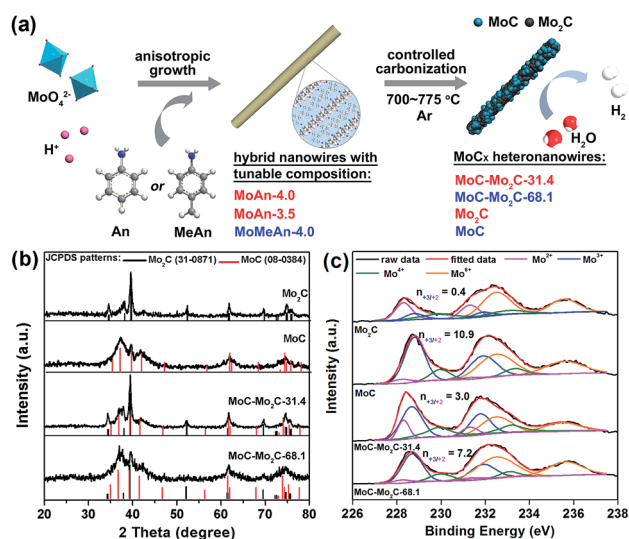 (a)
MoC Mo₂C
anisotropic
growth
controlled
carbonization
700~775 °C
Ar
MoO₄²⁻
H⁺
H₂
H₂O
An or MeAn
hybrid nanowires with
tunable composition:
MoAn-4.0
MoAn-3.5
MoMeAn-4.0
MoCx heteronanowires:
MoC-Mo₂C-31.4
MoC-Mo₂C-68.1
Mo₂C
MoC
(b)
JCPDS patterns: Mo₂C (31-0871) MoC (08-0384)
Mo₂C
MoC
MoC-Mo₂C-31.4
MoC-Mo₂C-68.1
Intensity (a.u.)
20 30 40 50 60 70 80
2 Theta (degree)
(c)
raw data fitted data Mo²⁺ Mo³⁺
Mo⁴⁺ Mo⁶⁺
n+3/+2 = 0.4
Mo₂C
n+3/+2 = 10.9
MoC
n+3/+2 = 3.0
MoC-Mo₂C-31.4
n+3/+2 = 7.2
MoC-Mo₂C-68.1
Intensity (a.u.)
226 228 230 232 234 236 238
Binding Energy (eV)